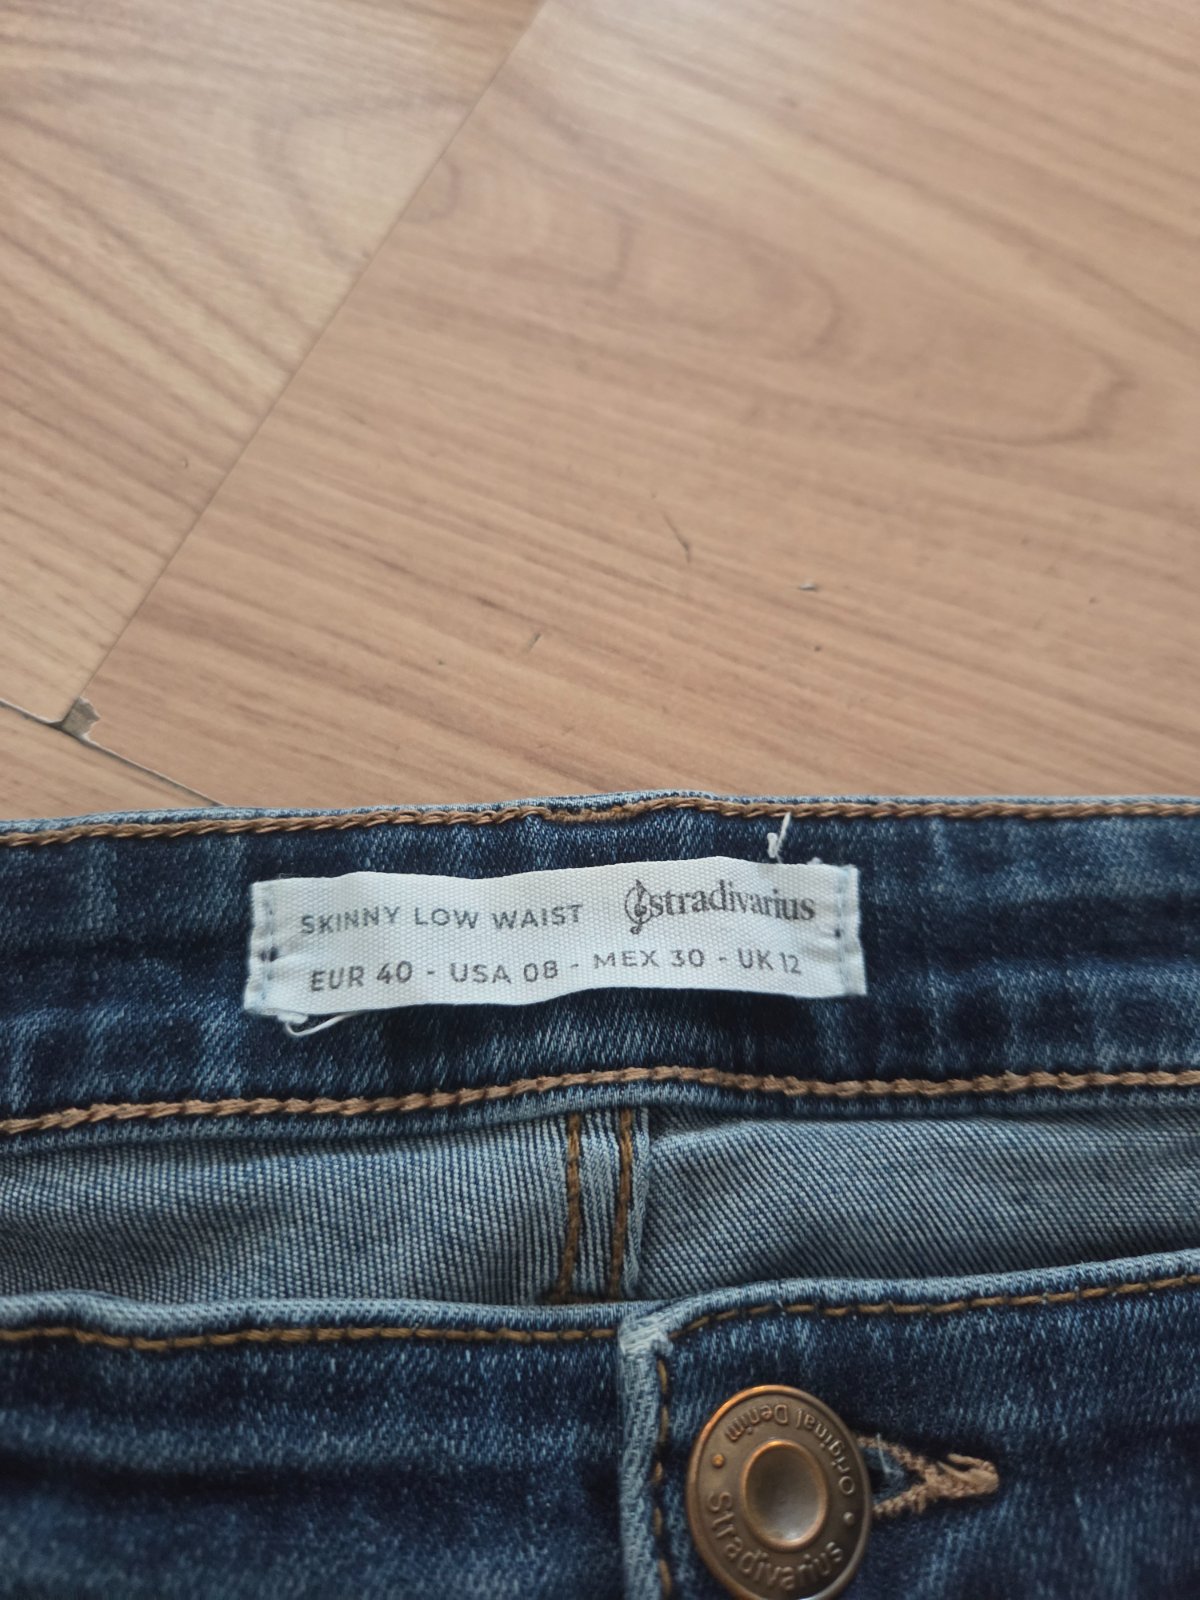 SKINNY LOW WAIST stradivarius
EUR 40 - USA 08 - MEX 30 - UK 12
Original Denim
Stradivarius